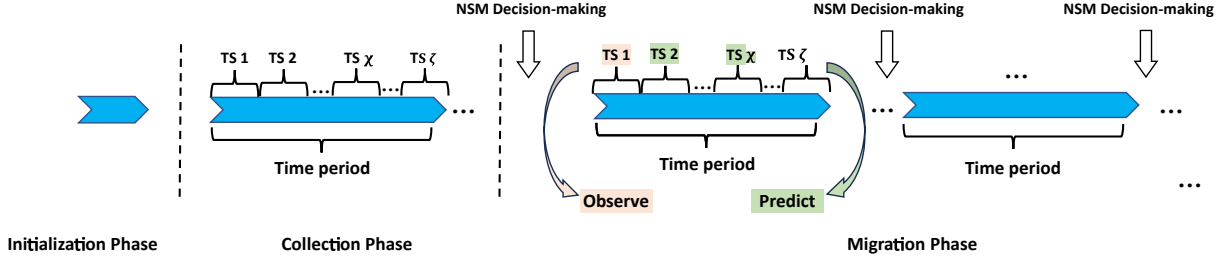 NSM Decision-making
NSM Decision-making
NSM Decision-making
TS 1 TS 2 TS χ TS ζ
... ...
...
Time period
TS 1 TS 2 TS χ TS ζ
... ...
...
Time period
...
Time period
...
...
Observe
Predict
Initialization Phase
Collection Phase
Migration Phase